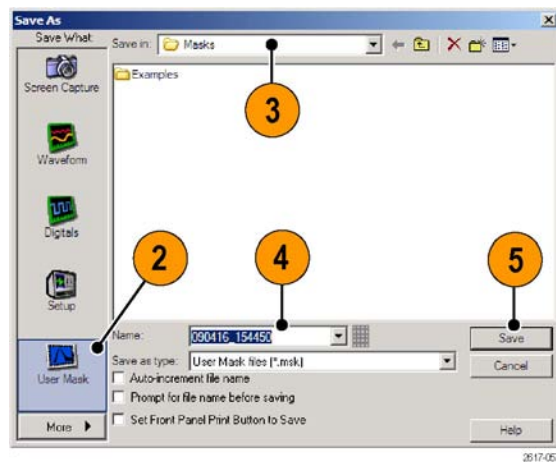 Save As
Save What:
Save in: Masks
Screen Capture
Examples
3
Waveform
Digitals
2
4
5
Setup
Name: 090416_154450
Save
Save as type: User Mask files (*.msk)
Cancel
User Mask
Auto-increment file name
Prompt for file name before saving
Set Front Panel Print Button to Save
More
Help